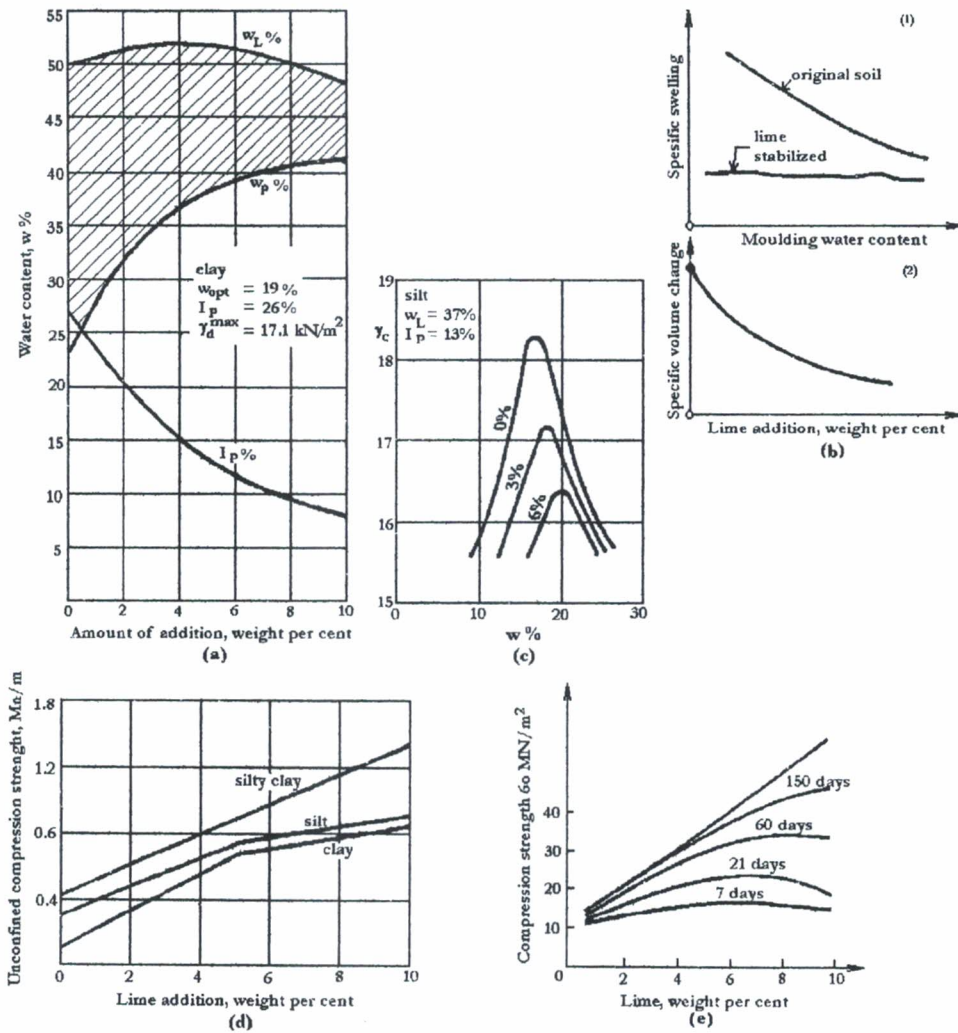 55
50
45
40
35
30
25
20
15
10
5
0 2 4 6 8 10
Water content, w %
w_L %
w_p %
I_P %
clay
w_opt = 19 %
I_P = 26%
γ_d^max = 17.1 kN/m²
Amount of addition, weight per cent
(a)
(1)
Spesific swelling
original soil
lime
stabilized
0
Moulding water content
(2)
Specific volume change
0
Lime addition, weight per cent
(b)
19
γ_c
18
17
16
15
silt
w_L = 37%
I_P = 13%
0%
3%
6%
0 10 20 30
w %
(c)
Unconfined compression strenght, Mn/m
1.8
1.2
0.6
0.4
silty clay
silt
clay
0 2 4 6 8 10
Lime addition, weight per cent
(d)
Compression strength 60 MN/m²
40
30
20
10
150 days
60 days
21 days
7 days
0 2 4 6 8 10
Lime, weight per cent
(e)